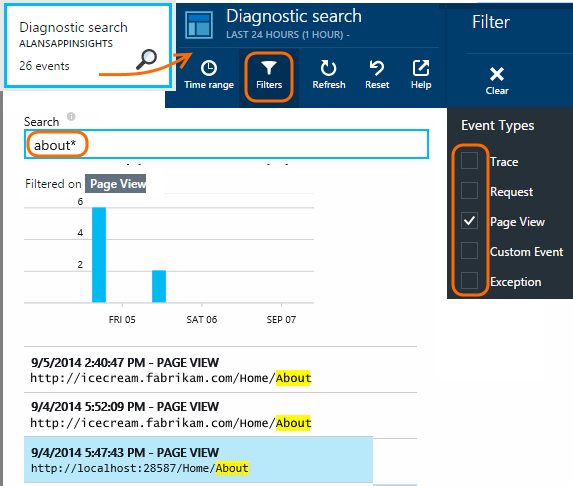 Diagnostic search
ALANSAPPINSIGHTS
26 events
Diagnostic search
LAST 24 HOURS (1 HOUR) -
Time range
Filters
Refresh
Reset
Help
Filter
Clear
Search
about*
Filtered on Page View
6
4
2
FRI 05
SAT 06
SEP 07
9/5/2014 2:40:47 PM - PAGE VIEW
http://icecream.fabrikam.com/Home/About
9/4/2014 5:52:09 PM - PAGE VIEW
http://icecream.fabrikam.com/Home/About
9/4/2014 5:47:43 PM - PAGE VIEW
http://localhost:28587/Home/About
Event Types
Trace
Request
Page View
Custom Event
Exception